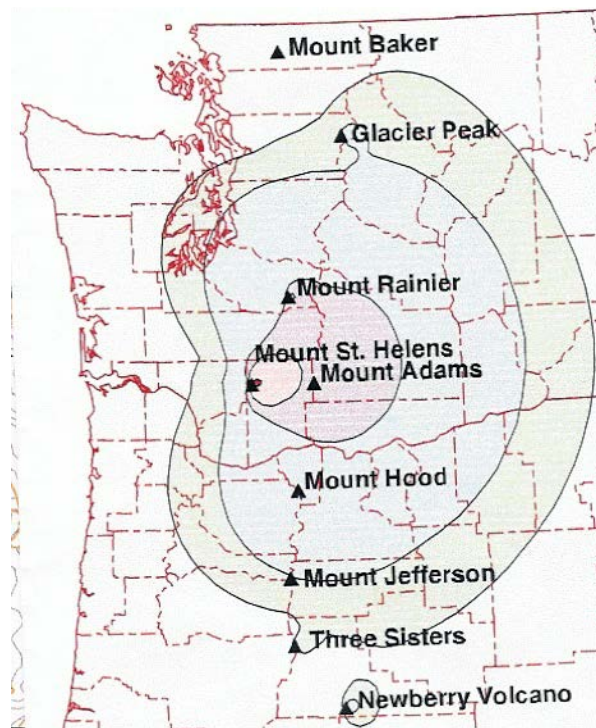 Mount Baker
Glacier Peak
Mount Rainier
Mount St. Helens
Mount Adams
Mount Hood
Mount Jefferson
Three Sisters
Newberry Volcano